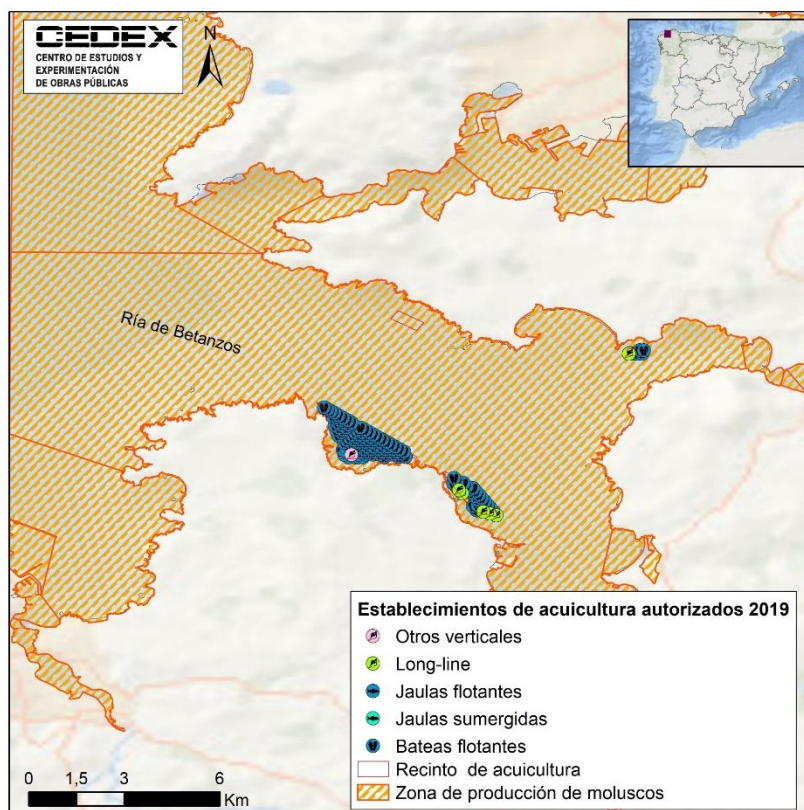 CEDEX
CENTRO DE ESTUDIOS Y
EXPERIMENTACIÓN
DE OBRAS PÚBLICAS
N
Ría de Betanzos
Establecimientos de acuicultura autorizados 2019
Otros verticales
Long-line
Jaulas flotantes
Jaulas sumergidas
Bateas flotantes
Recinto de acuicultura
Zona de producción de moluscos
0 1,5 3 6
Km